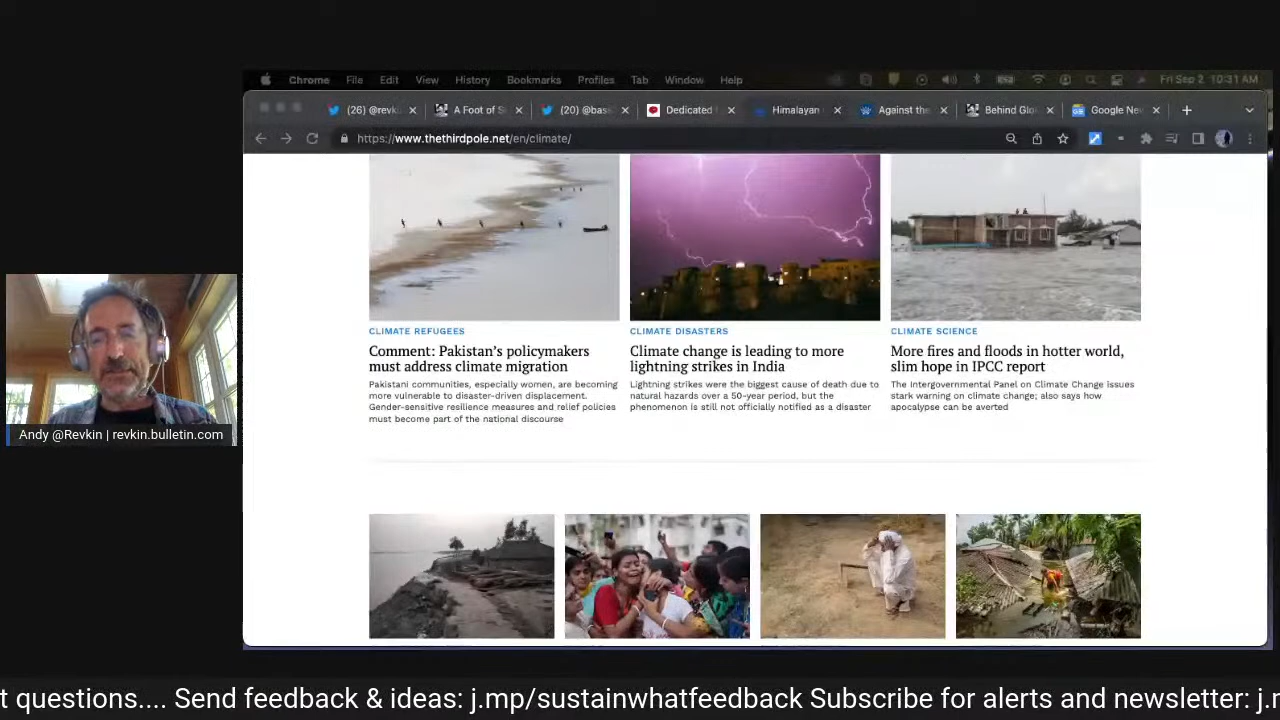 Chrome File Edit View History Bookmarks Profiles Tab Window Help Fri Sep 2 10:31 AM
(26) @revk A Foot of S (20) @bas Dedicated Himalayan Against the Behind Glo Google Ne
https://www.thethirdpole.net/en/climate/
CLIMATE REFUGEES
Comment: Pakistan's policymakers
must address climate migration
Pakistani communities, especially women, are becoming
more vulnerable to disaster-driven displacement.
Gender-sensitive resilience measures and relief policies
must become part of the national discourse
CLIMATE DISASTERS
Climate change is leading to more
lightning strikes in India
Lightning strikes were the biggest cause of death due to
natural hazards over a 50-year period, but the
phenomenon is still not officially notified as a disaster
CLIMATE SCIENCE
More fires and floods in hotter world,
slim hope in IPCC report
The Intergovernmental Panel on Climate Change issues
stark warning on climate change; also says how
apocalypse can be averted
Andy @Revkin | revkin.bulletin.com
t questions.... Send feedback & ideas: j.mp/sustainwhatfeedback Subscribe for alerts and newsletter: j.